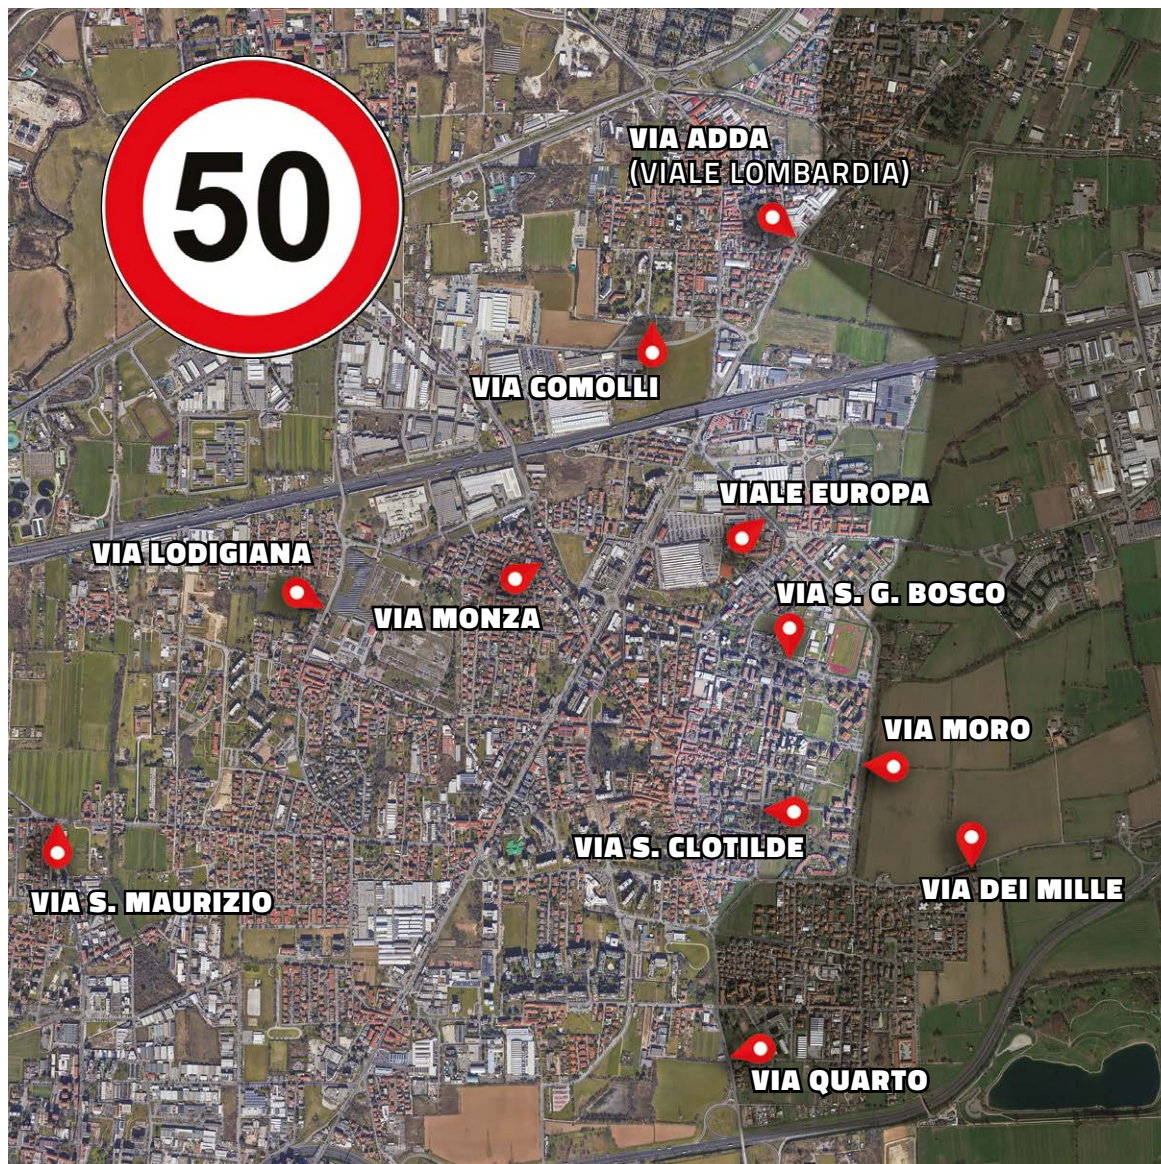 50
VIA ADDA
(VIALE LOMBARDIA)
VIA COMOLLI
VIALE EUROPA
VIA LODIGIANA
VIA S. G. BOSCO
VIA MONZA
VIA MORO
VIA S. CLOTILDE
VIA DEI MILLE
VIA S. MAURIZIO
VIA QUARTO